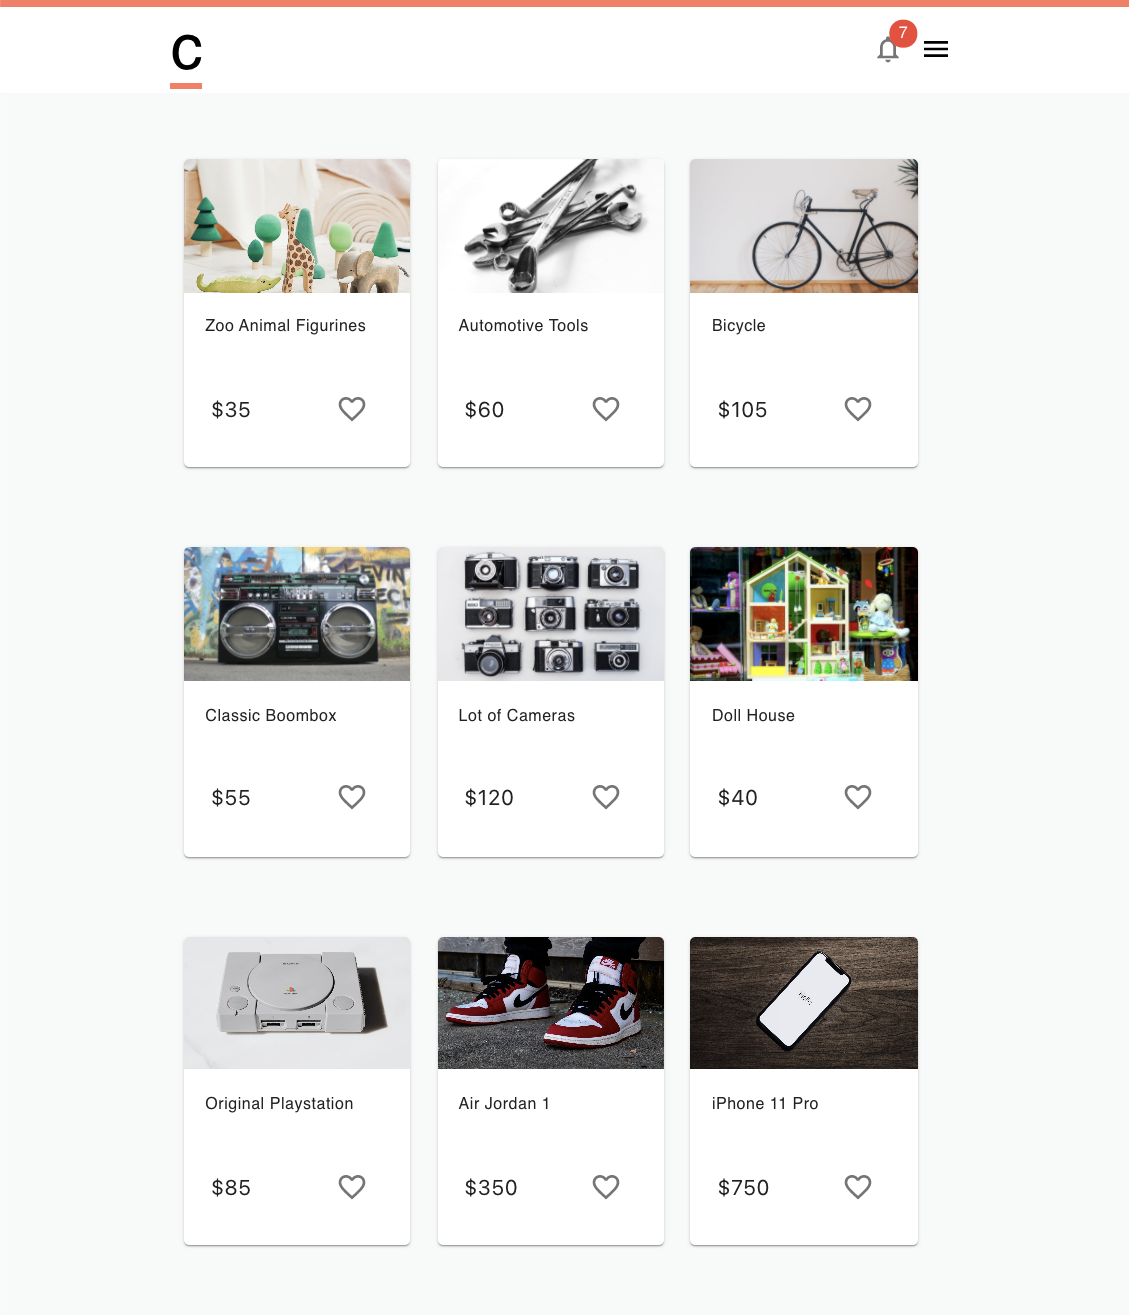 C
7
Zoo Animal Figurines
Automotive Tools
Bicycle
$35
$60
$105
Classic Boombox
Lot of Cameras
Doll House
$55
$120
$40
Original Playstation
Air Jordan 1
iPhone 11 Pro
$85
$350
$750